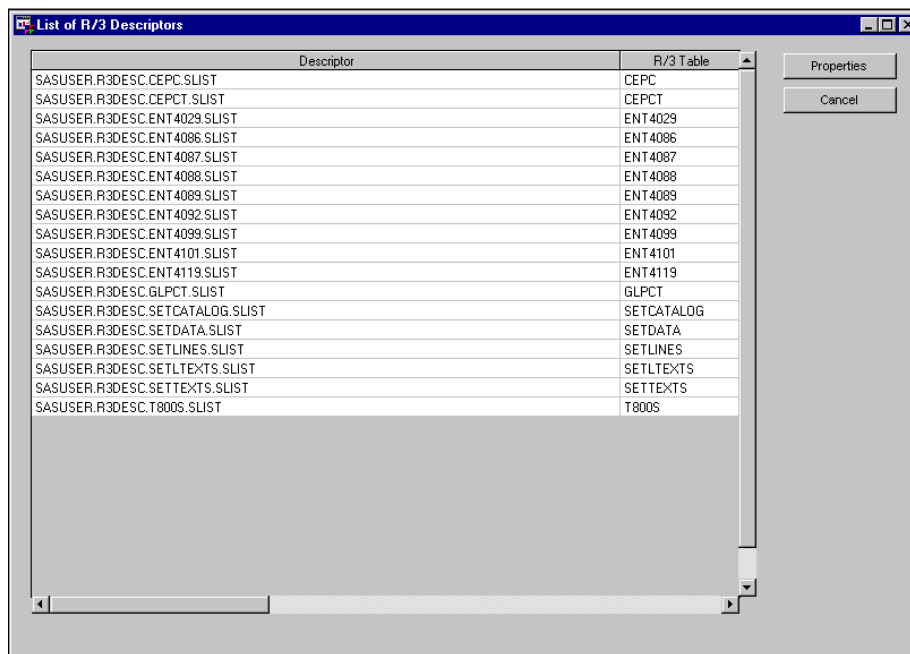 List of R/3 Descriptors
Descriptor R/3 Table
SASUSER.R3DESC.CEPC.SLIST CEPC
SASUSER.R3DESC.CEPCT.SLIST CEPCT
SASUSER.R3DESC.ENT4029.SLIST ENT4029
SASUSER.R3DESC.ENT4086.SLIST ENT4086
SASUSER.R3DESC.ENT4087.SLIST ENT4087
SASUSER.R3DESC.ENT4088.SLIST ENT4088
SASUSER.R3DESC.ENT4089.SLIST ENT4089
SASUSER.R3DESC.ENT4092.SLIST ENT4092
SASUSER.R3DESC.ENT4099.SLIST ENT4099
SASUSER.R3DESC.ENT4101.SLIST ENT4101
SASUSER.R3DESC.ENT4119.SLIST ENT4119
SASUSER.R3DESC.GLPCT.SLIST GLPCT
SASUSER.R3DESC.SETCATALOG.SLIST SETCATALOG
SASUSER.R3DESC.SETDATA.SLIST SETDATA
SASUSER.R3DESC.SETLINES.SLIST SETLINES
SASUSER.R3DESC.SETLTEXTS.SLIST SETLTEXTS
SASUSER.R3DESC.SETTEXTS.SLIST SETTEXTS
SASUSER.R3DESC.T800S.SLIST T800S
Properties
Cancel